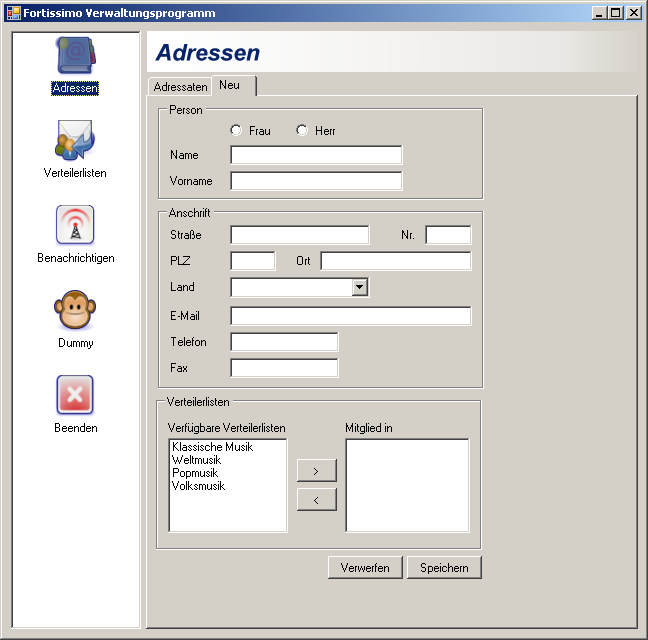 Fortissimo Verwaltungsprogramm
Adressen
Verteilerlisten
Benachrichtigen
Dummy
Beenden
Adressen
Adressaten Neu
Person
Frau Herr
Name
Vorname
Anschrift
Straße Nr.
PLZ Ort
Land
E-Mail
Telefon
Fax
Verteilerlisten
Verfügbare Verteilerlisten Mitglied in
Klassische Musik
Weltmusik
Popmusik
Volksmusik
>
<
Verwerfen Speichern